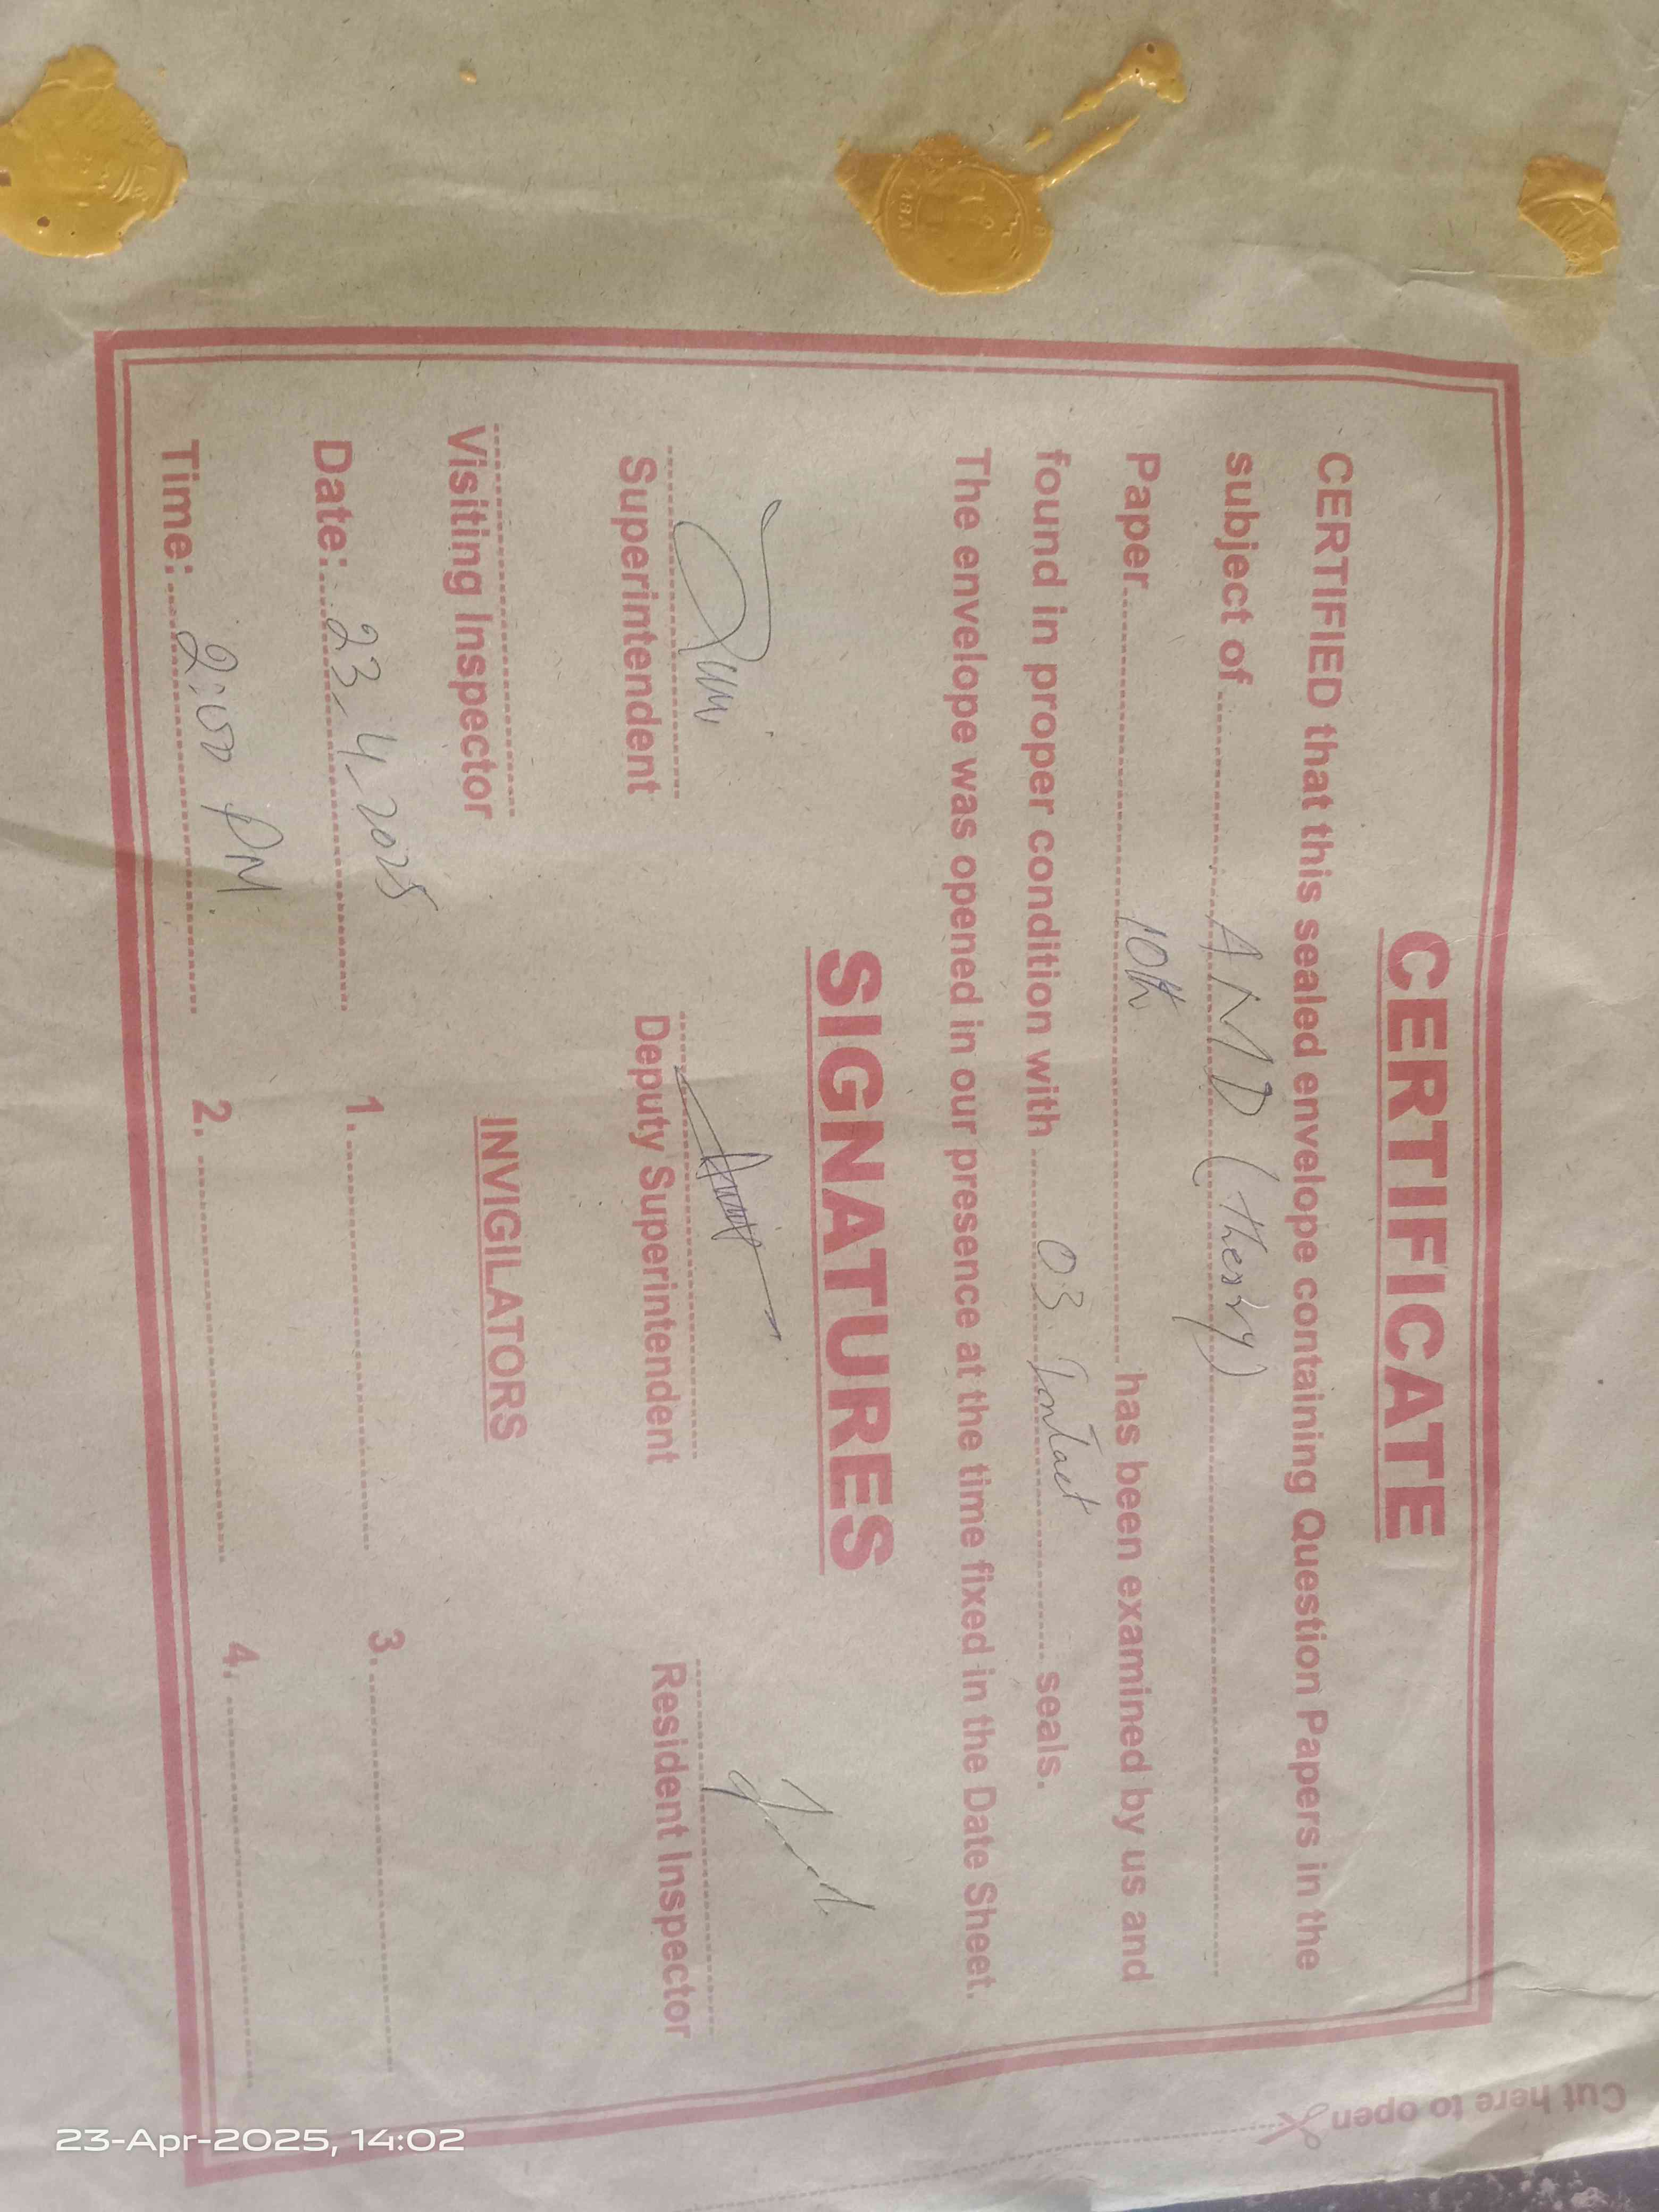 CERTIFICATE
CERTIFIED that this sealed envelope containing Question Papers in the
subject of AMD (theory)
Paper 10th has been examined by us and
found in proper condition with 03 Intact seals.
The envelope was opened in our presence at the time fixed in the Date Sheet.
SIGNATURES
Superintendent Deputy Superintendent Resident Inspector
Visiting Inspector INVIGILATORS
Date: 23.4.2025 1. 3.
Time: 2:00 PM 2. 4.
Cut here to open
23-Apr-2025, 14:02